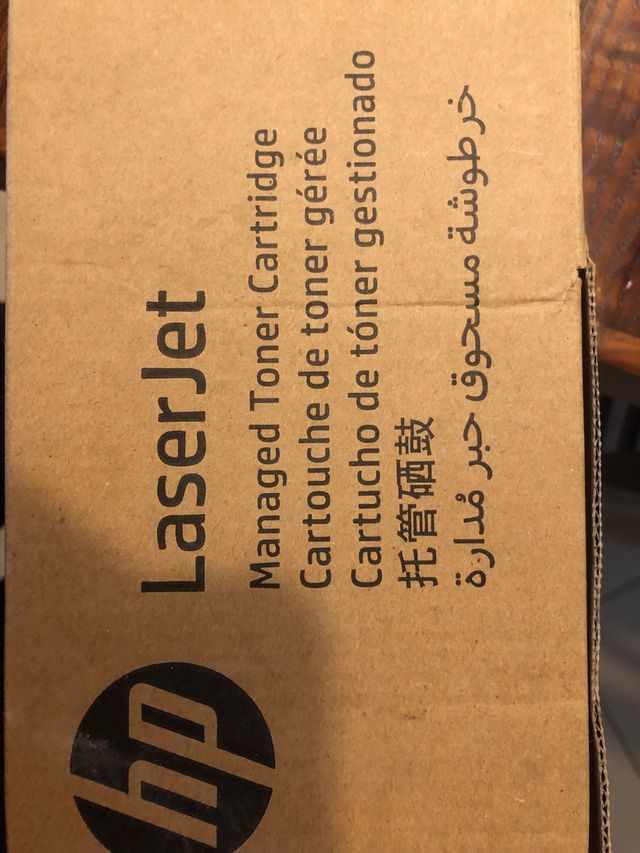 hp
LaserJet
Managed Toner Cartridge
Cartouche de toner gérée
Cartucho de tóner gestionado
托管硒鼓
خرطوشة مسحوق حبر مُدارة